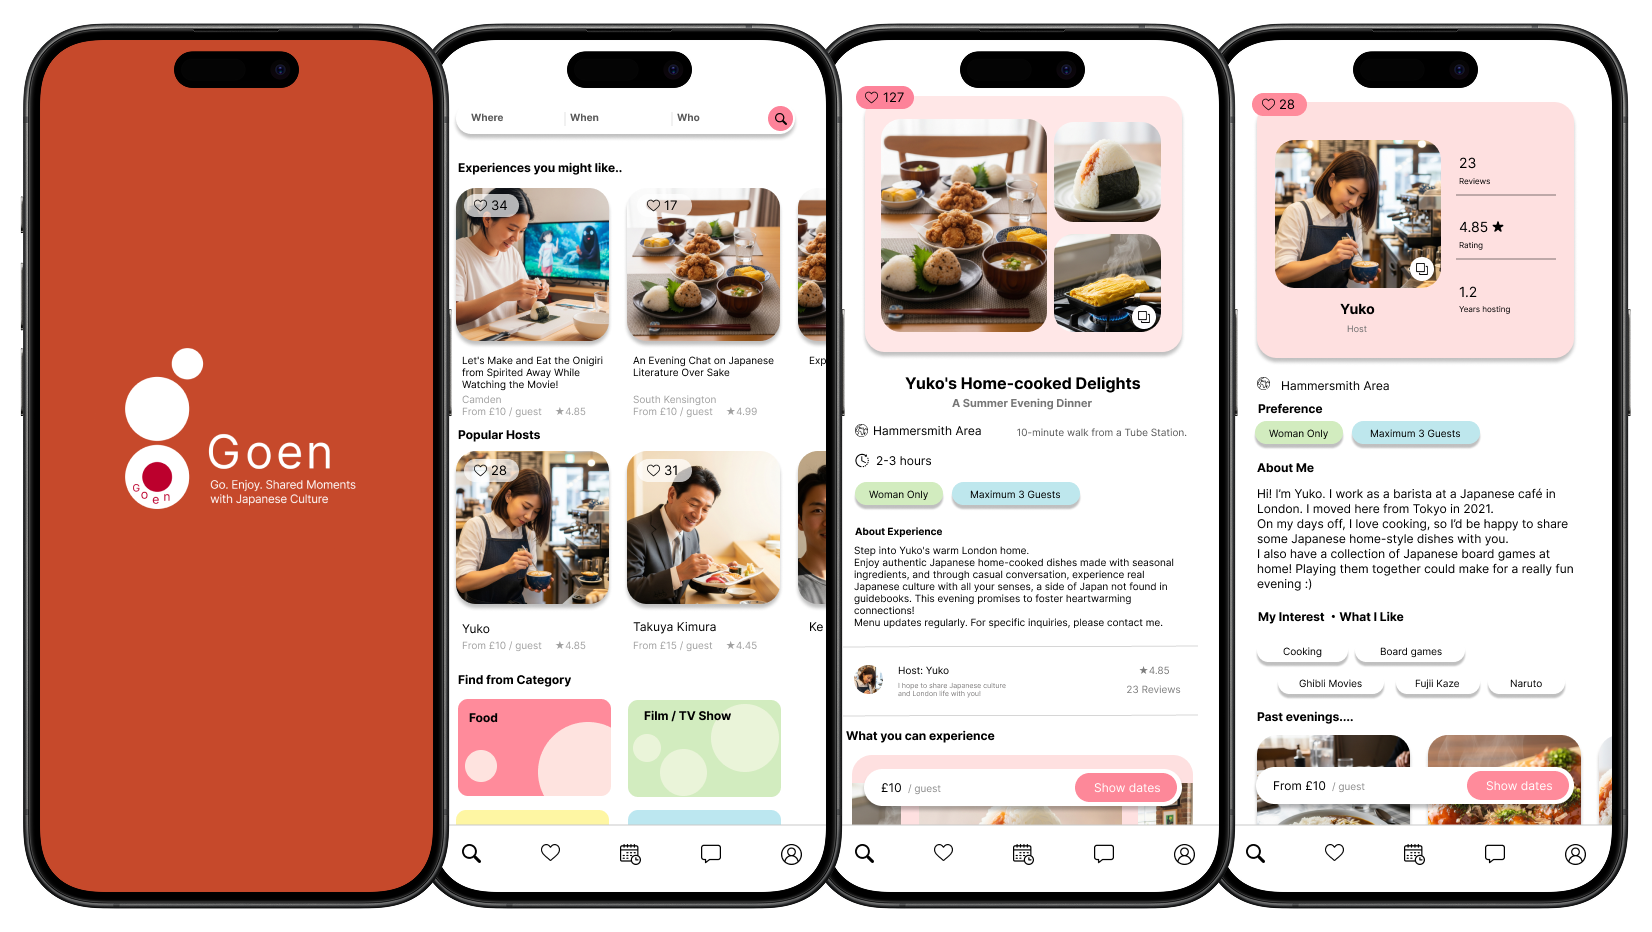 Goen
Goen
Go. Enjoy. Shared Moments
with Japanese Culture
Where
When
Who
Experiences you might like..
34
17
Let's Make and Eat the Onigiri
from Spirited Away While
Watching the Movie!
Camden
From £10 / guest ★4.85
An Evening Chat on Japanese
Literature Over Sake
South Kensington
From £10 / guest ★4.99
Exp
Popular Hosts
28
31
Yuko
From £10 / guest ★4.85
Takuya Kimura
From £15 / guest ★4.45
Ke
Find from Category
Food
Film / TV Show
127
Yuko's Home-cooked Delights
A Summer Evening Dinner
Hammersmith Area
10-minute walk from a Tube Station.
2-3 hours
Woman Only
Maximum 3 Guests
About Experience
Step into Yuko's warm London home.
Enjoy authentic Japanese home-cooked dishes made with seasonal
ingredients, and through casual conversation, experience real
Japanese culture with all your senses, a side of Japan not found in
guidebooks. This evening promises to foster heartwarming
connections!
Menu updates regularly. For specific inquiries, please contact me.
Host: Yuko
I hope to share Japanese culture
and London life with you!
★4.85
23 Reviews
What you can experience
£10 / guest
Show dates
28
23
Reviews
4.85 ★
Rating
1.2
Years hosting
Yuko
Host
Hammersmith Area
Preference
Woman Only
Maximum 3 Guests
About Me
Hi! I'm Yuko. I work as a barista at a Japanese café in
London. I moved here from Tokyo in 2021.
On my days off, I love cooking, so I'd be happy to share
some Japanese home-style dishes with you.
I also have a collection of Japanese board games at
home! Playing them together could make for a really fun
evening :)
My Interest ・What I Like
Cooking
Board games
Ghibli Movies
Fujii Kaze
Naruto
Past evenings....
From £10 / guest
Show dates